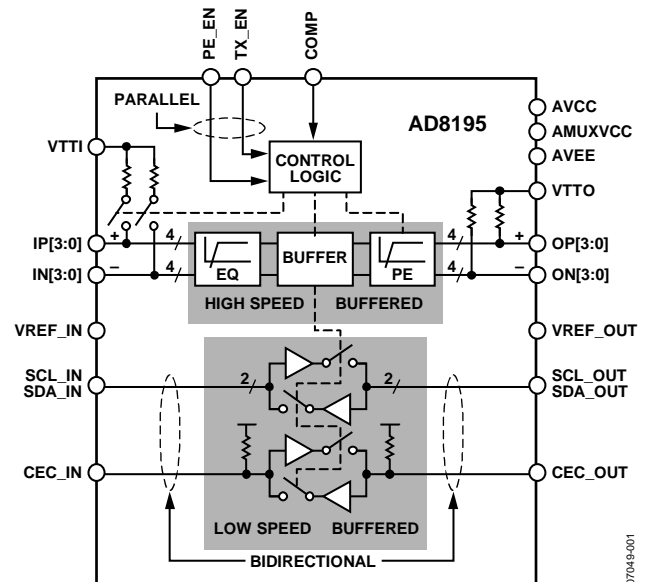 PE_EN
TX_EN
COMP
PARALLEL
AD8195
AVCC
AMUXVCC
AVEE
VTTI
CONTROL
LOGIC
VTTO
IP[3:0]
+
4
EQ
BUFFER
PE
4
+
OP[3:0]
IN[3:0]
–
4
4
–
ON[3:0]
HIGH SPEED
BUFFERED
VREF_IN
VREF_OUT
SCL_IN
SDA_IN
2
2
SCL_OUT
SDA_OUT
CEC_IN
CEC_OUT
LOW SPEED
BUFFERED
BIDIRECTIONAL
07049-001